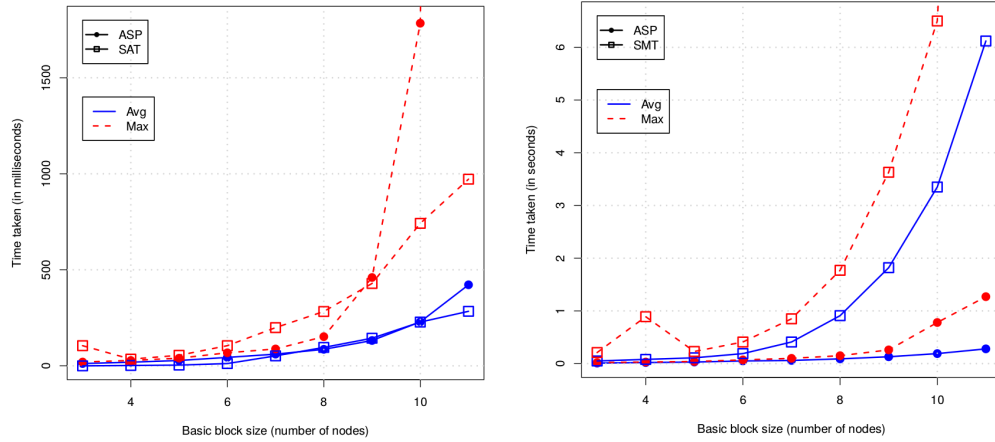 ASP
SAT
Avg
Max
Time taken (in milliseconds)
1500
1000
500
0
4 6 8 10
Basic block size (number of nodes)
ASP
SMT
Avg
Max
Time taken (in seconds)
6
5
4
3
2
1
0
4 6 8 10
Basic block size (number of nodes)